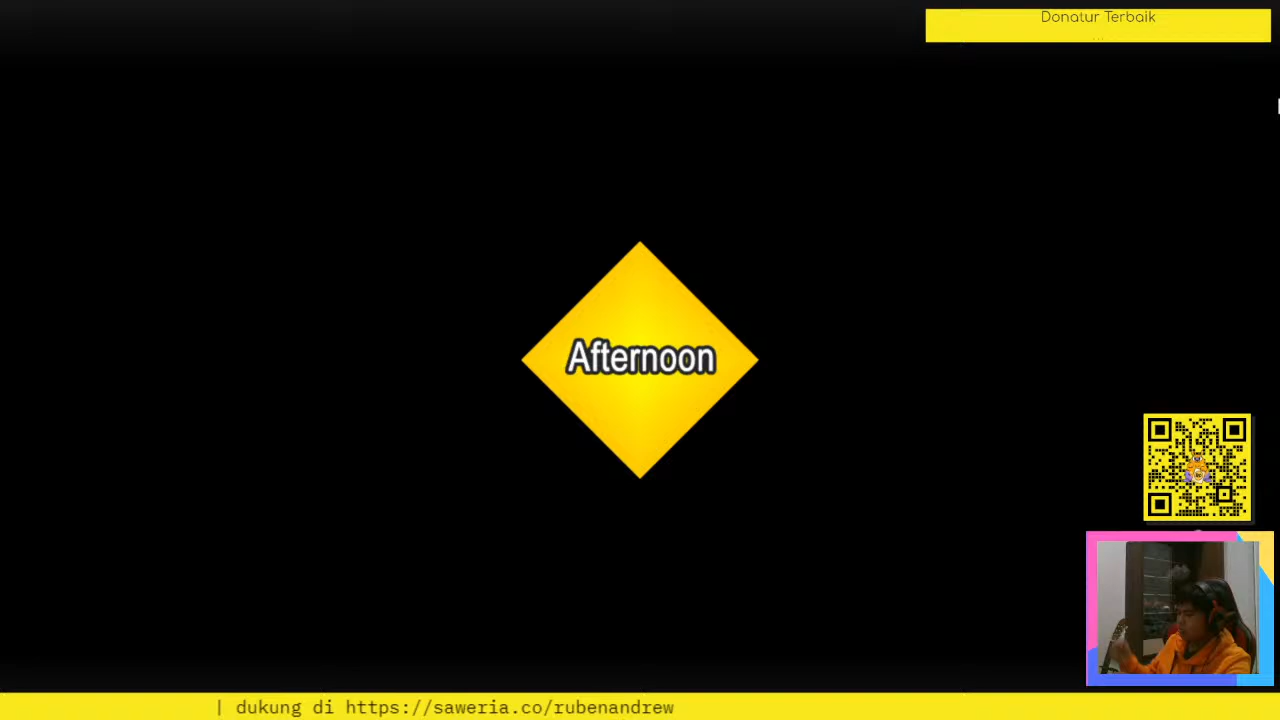 Donatur Terbaik
...
Afternoon
| dukung di https://saweria.co/rubenandrew